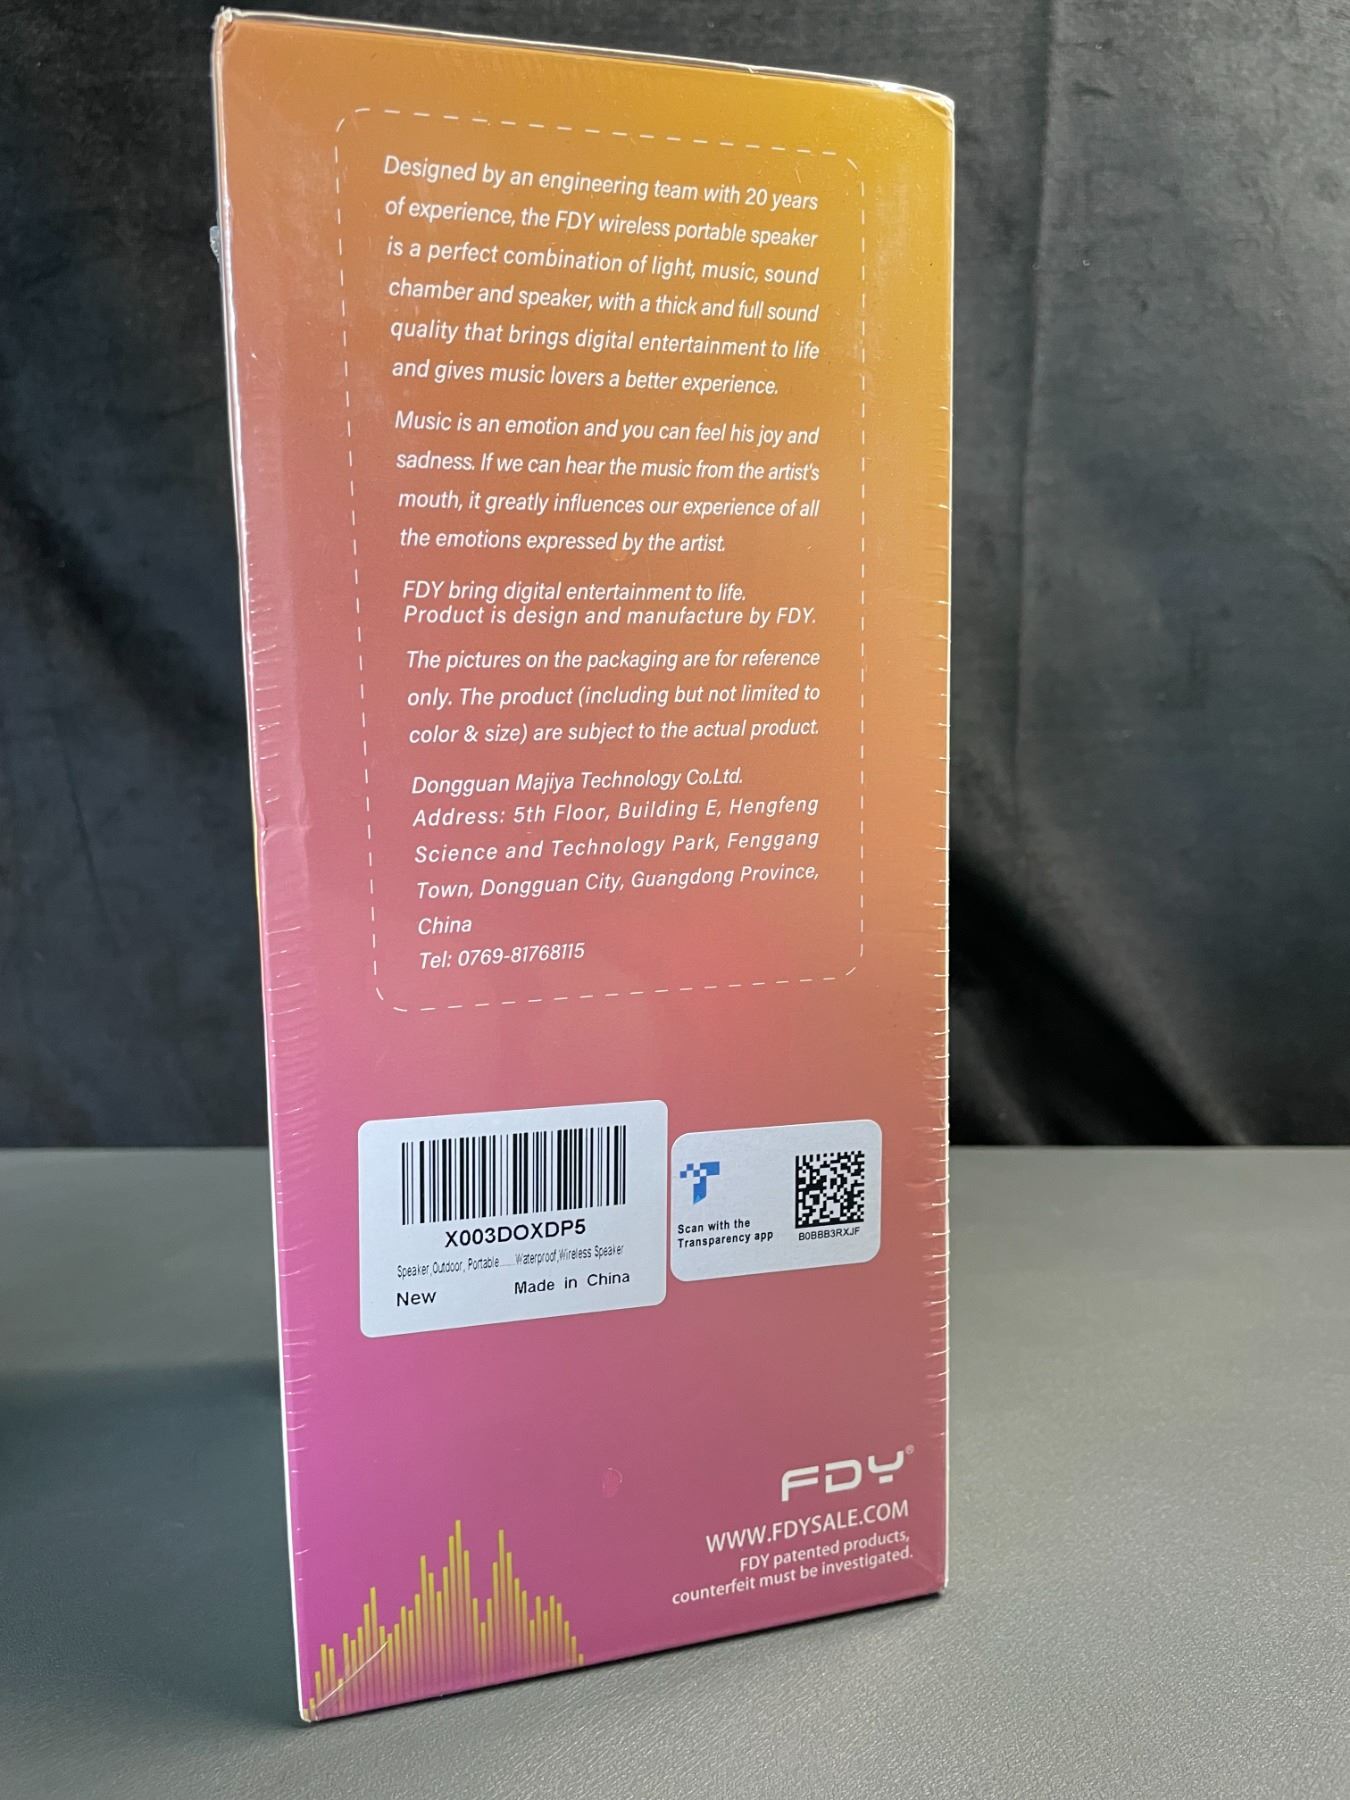 Designed by an engineering team with 20 years
of experience, the FDY wireless portable speaker
is a perfect combination of light, music, sound
chamber and speaker, with a thick and full sound
quality that brings digital entertainment to life
and gives music lovers a better experience.
Music is an emotion and you can feel his joy and
sadness. If we can hear the music from the artist's
mouth, it greatly influences our experience of all
the emotions expressed by the artist.
FDY bring digital entertainment to life.
Product is design and manufacture by FDY.
The pictures on the packaging are for reference
only. The product (including but not limited to
color & size) are subject to the actual product.
Dongguan Majiya Technology Co.Ltd.
Address: 5th Floor, Building E, Hengfeng
Science and Technology Park, Fenggang
Town, Dongguan City, Guangdong Province,
China
Tel: 0769-81768115
X003DOXDP5
Speaker,Outdoor, Portable......Waterproof,Wireless Speaker
New Made in China
Scan with the
Transparency app
B0BBB3RXJF
FDY®
WWW.FDYSALE.COM
FDY patented products,
counterfeit must be investigated.